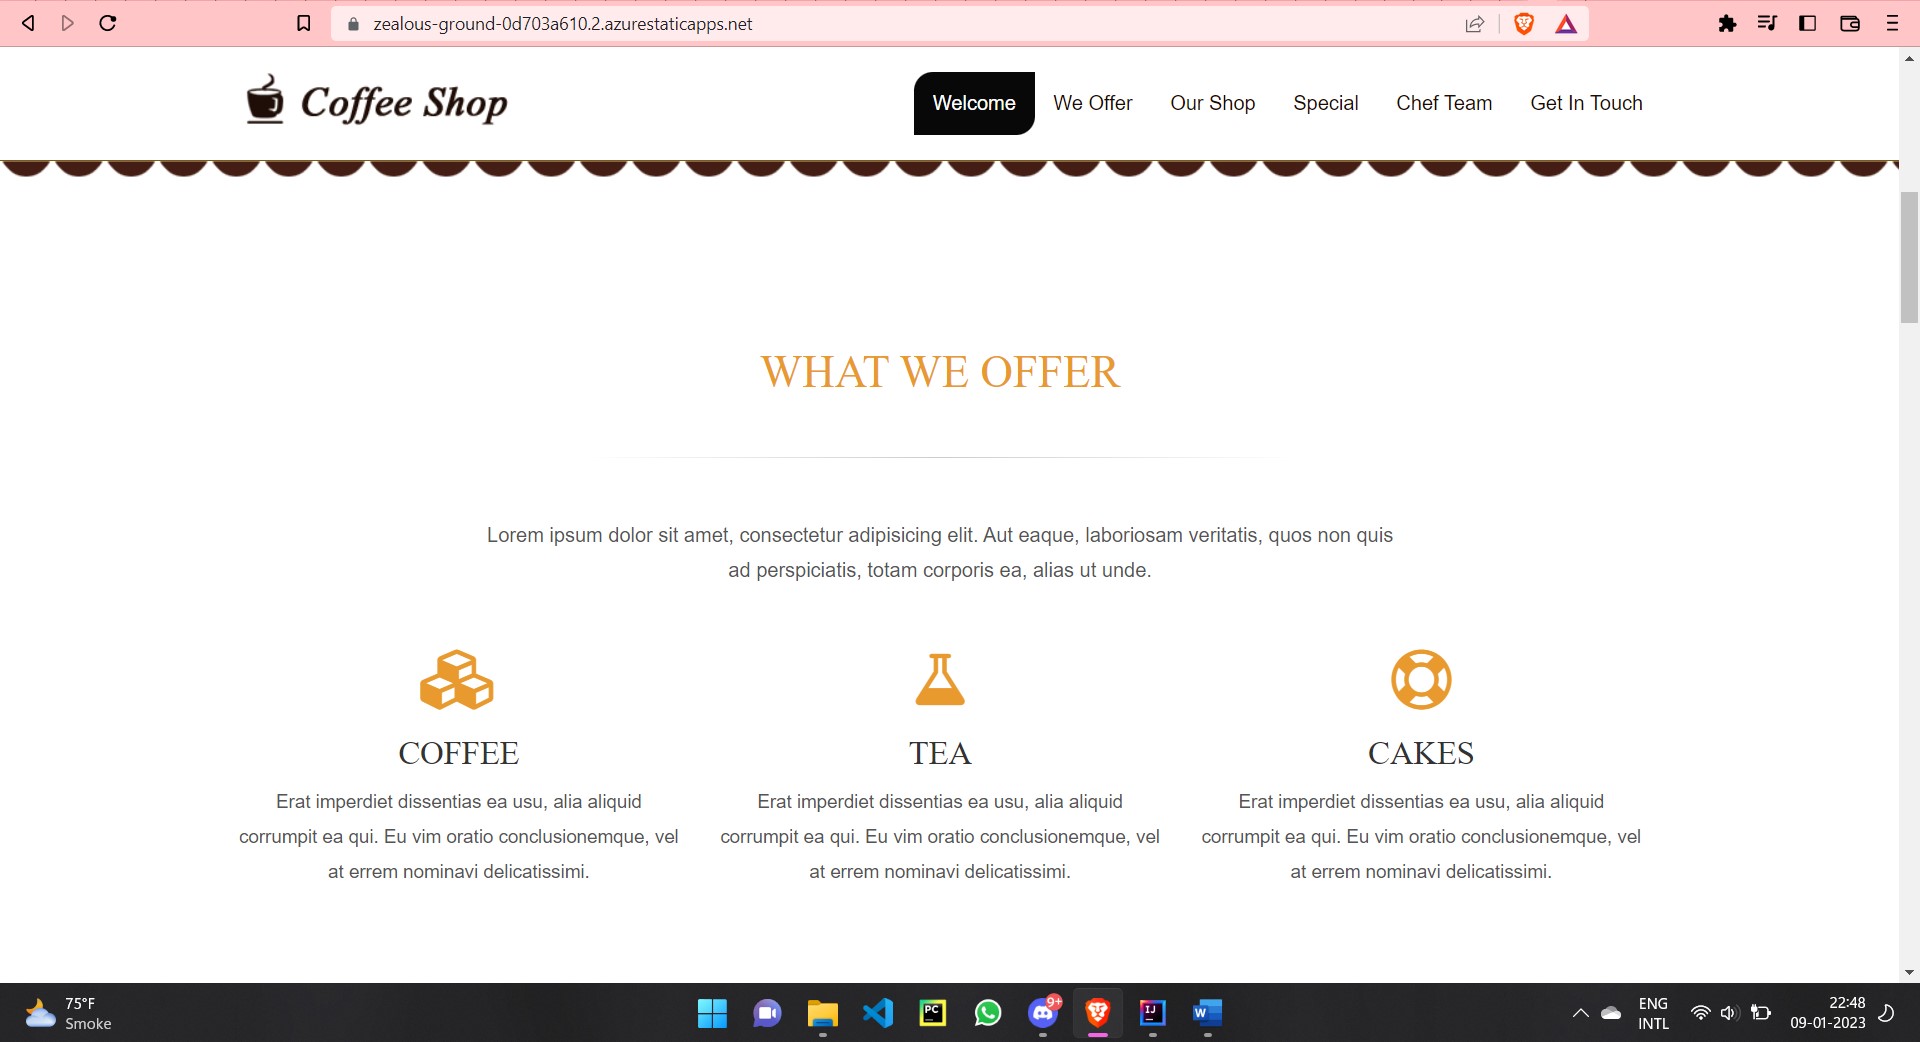 zealous-ground-0d703a610.2.azurestaticapps.net
Coffee Shop
Welcome We Offer Our Shop Special Chef Team Get In Touch
WHAT WE OFFER
Lorem ipsum dolor sit amet, consectetur adipisicing elit. Aut eaque, laboriosam veritatis, quos non quis
ad perspiciatis, totam corporis ea, alias ut unde.
COFFEE
Erat imperdiet dissentias ea usu, alia aliquid
corrumpit ea qui. Eu vim oratio conclusionemque, vel
at errem nominavi delicatissimi.
TEA
Erat imperdiet dissentias ea usu, alia aliquid
corrumpit ea qui. Eu vim oratio conclusionemque, vel
at errem nominavi delicatissimi.
CAKES
Erat imperdiet dissentias ea usu, alia aliquid
corrumpit ea qui. Eu vim oratio conclusionemque, vel
at errem nominavi delicatissimi.
75°F
Smoke
PC
9+
IJ
W
ENG
INTL
22:48
09-01-2023